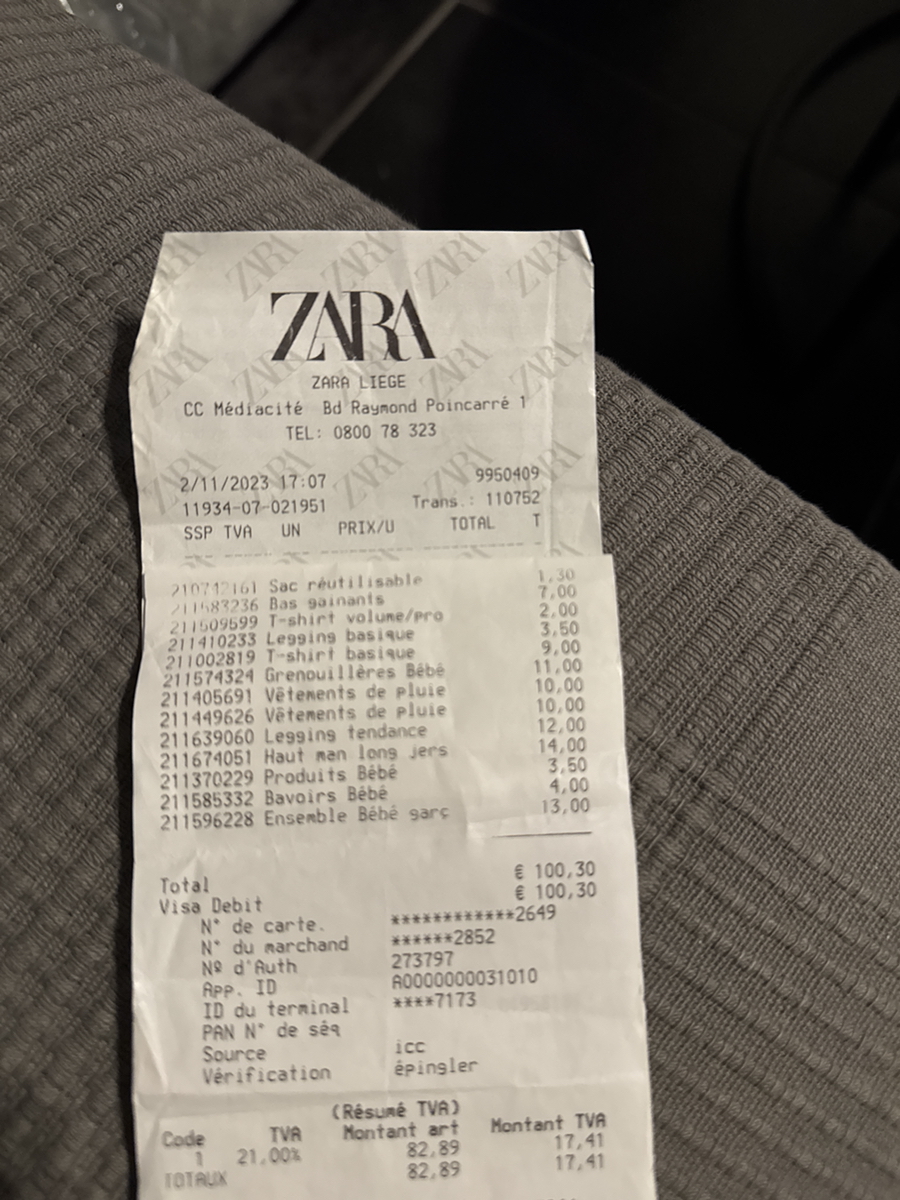 ZARA
ZARA LIEGE
CC Médiacité Bd Raymond Poincarré 1
TEL: 0800 78 323
2/11/2023 17:07 9950409
11934-07-021951 Trans.: 110752
SSP TVA UN PRIX/U TOTAL T
210742161 Sac réutilisable 1,30
211583236 Bas gainants 7,00
211509599 T-shirt volume/pro 2,00
211410233 Legging basique 3,50
211002819 T-shirt basique 9,00
211574324 Grenouillères Bébé 11,00
211405691 Vêtements de pluie 10,00
211449626 Vêtements de pluie 10,00
211639060 Legging tendance 12,00
211674051 Haut man long jers 14,00
211370229 Produits Bébé 3,50
211585332 Bavoirs Bébé 4,00
211596228 Ensemble Bébé garç 13,00
Total € 100,30
Visa Debit € 100,30
N° de carte. ************2649
N° du marchand ******2852
Nº d'Auth 273797
App. ID A0000000031010
ID du terminal ****7173
PAN N° de séq
Source icc
Vérification épingler
(Résumé TVA)
Code TVA Montant art Montant TVA
1 21,00% 82,89 17,41
TOTAUX 82,89 17,41